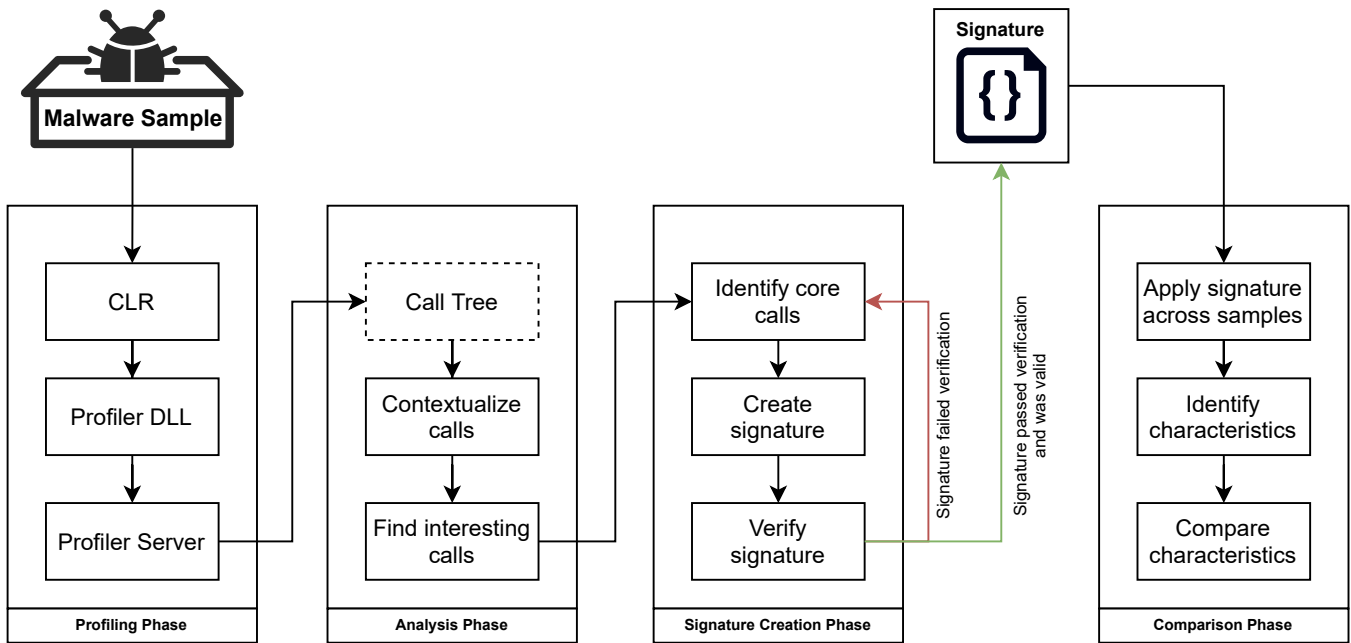 Malware Sample
CLR
Profiler DLL
Profiler Server
Profiling Phase
Call Tree
Contextualize
calls
Find interesting
calls
Analysis Phase
Identify core
calls
Create
signature
Verify
signature
Signature Creation Phase
Signature failed verification
Signature passed verification
and was valid
Signature
{}
Apply signature
across samples
Identify
characteristics
Compare
characteristics
Comparison Phase